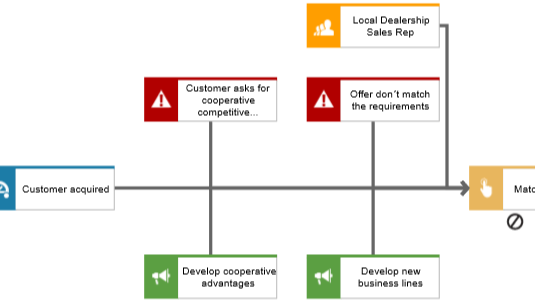 Local Dealership
Sales Rep
Customer asks for
cooperative
competitive...
Offer don´t match
the requirements
Customer acquired
Develop cooperative
advantages
Develop new
business lines